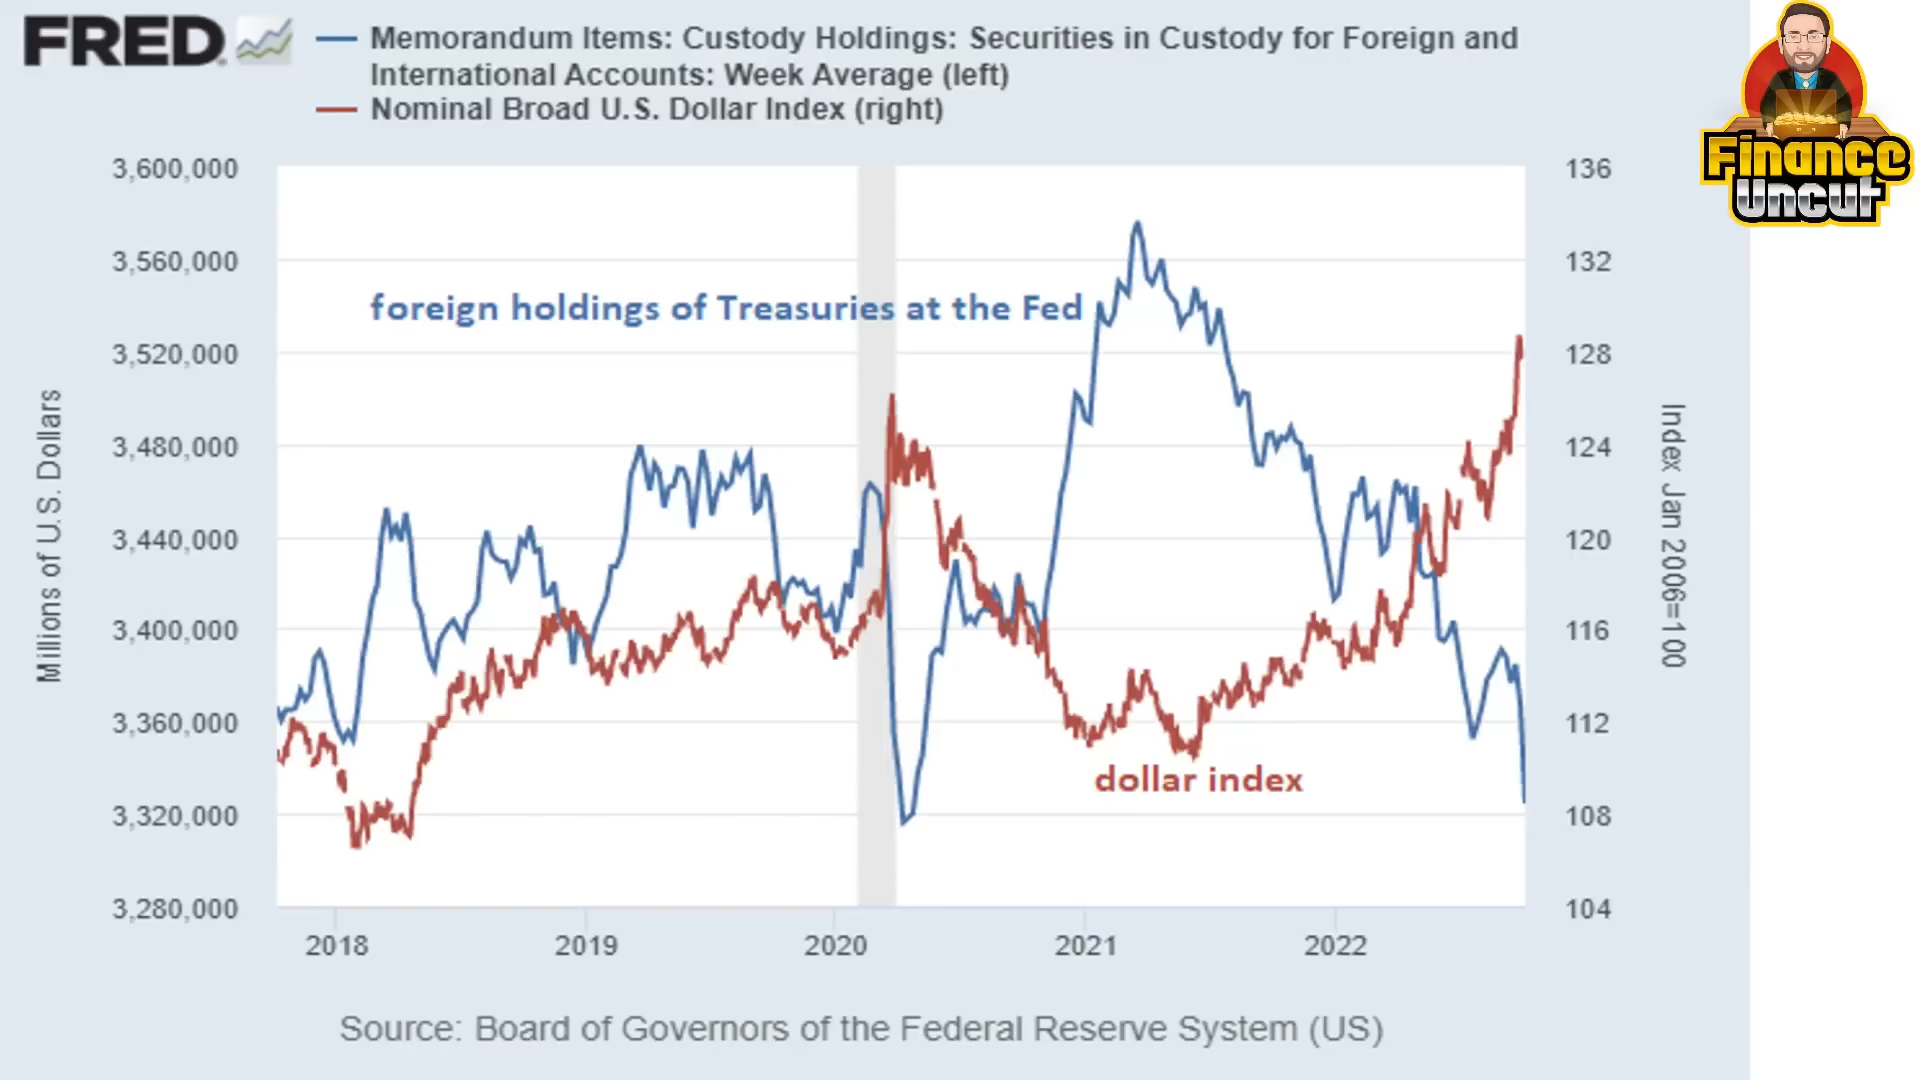 FRED
Memorandum Items: Custody Holdings: Securities in Custody for Foreign and
International Accounts: Week Average (left)
Nominal Broad U.S. Dollar Index (right)
Finance
Uncut
3,600,000
3,560,000
3,520,000
3,480,000
3,440,000
3,400,000
3,360,000
3,320,000
3,280,000
Millions of U.S. Dollars
foreign holdings of Treasuries at the Fed
dollar index
136
132
128
124
120
116
112
108
104
Index Jan 2006=100
2018 2019 2020 2021 2022
Source: Board of Governors of the Federal Reserve System (US)